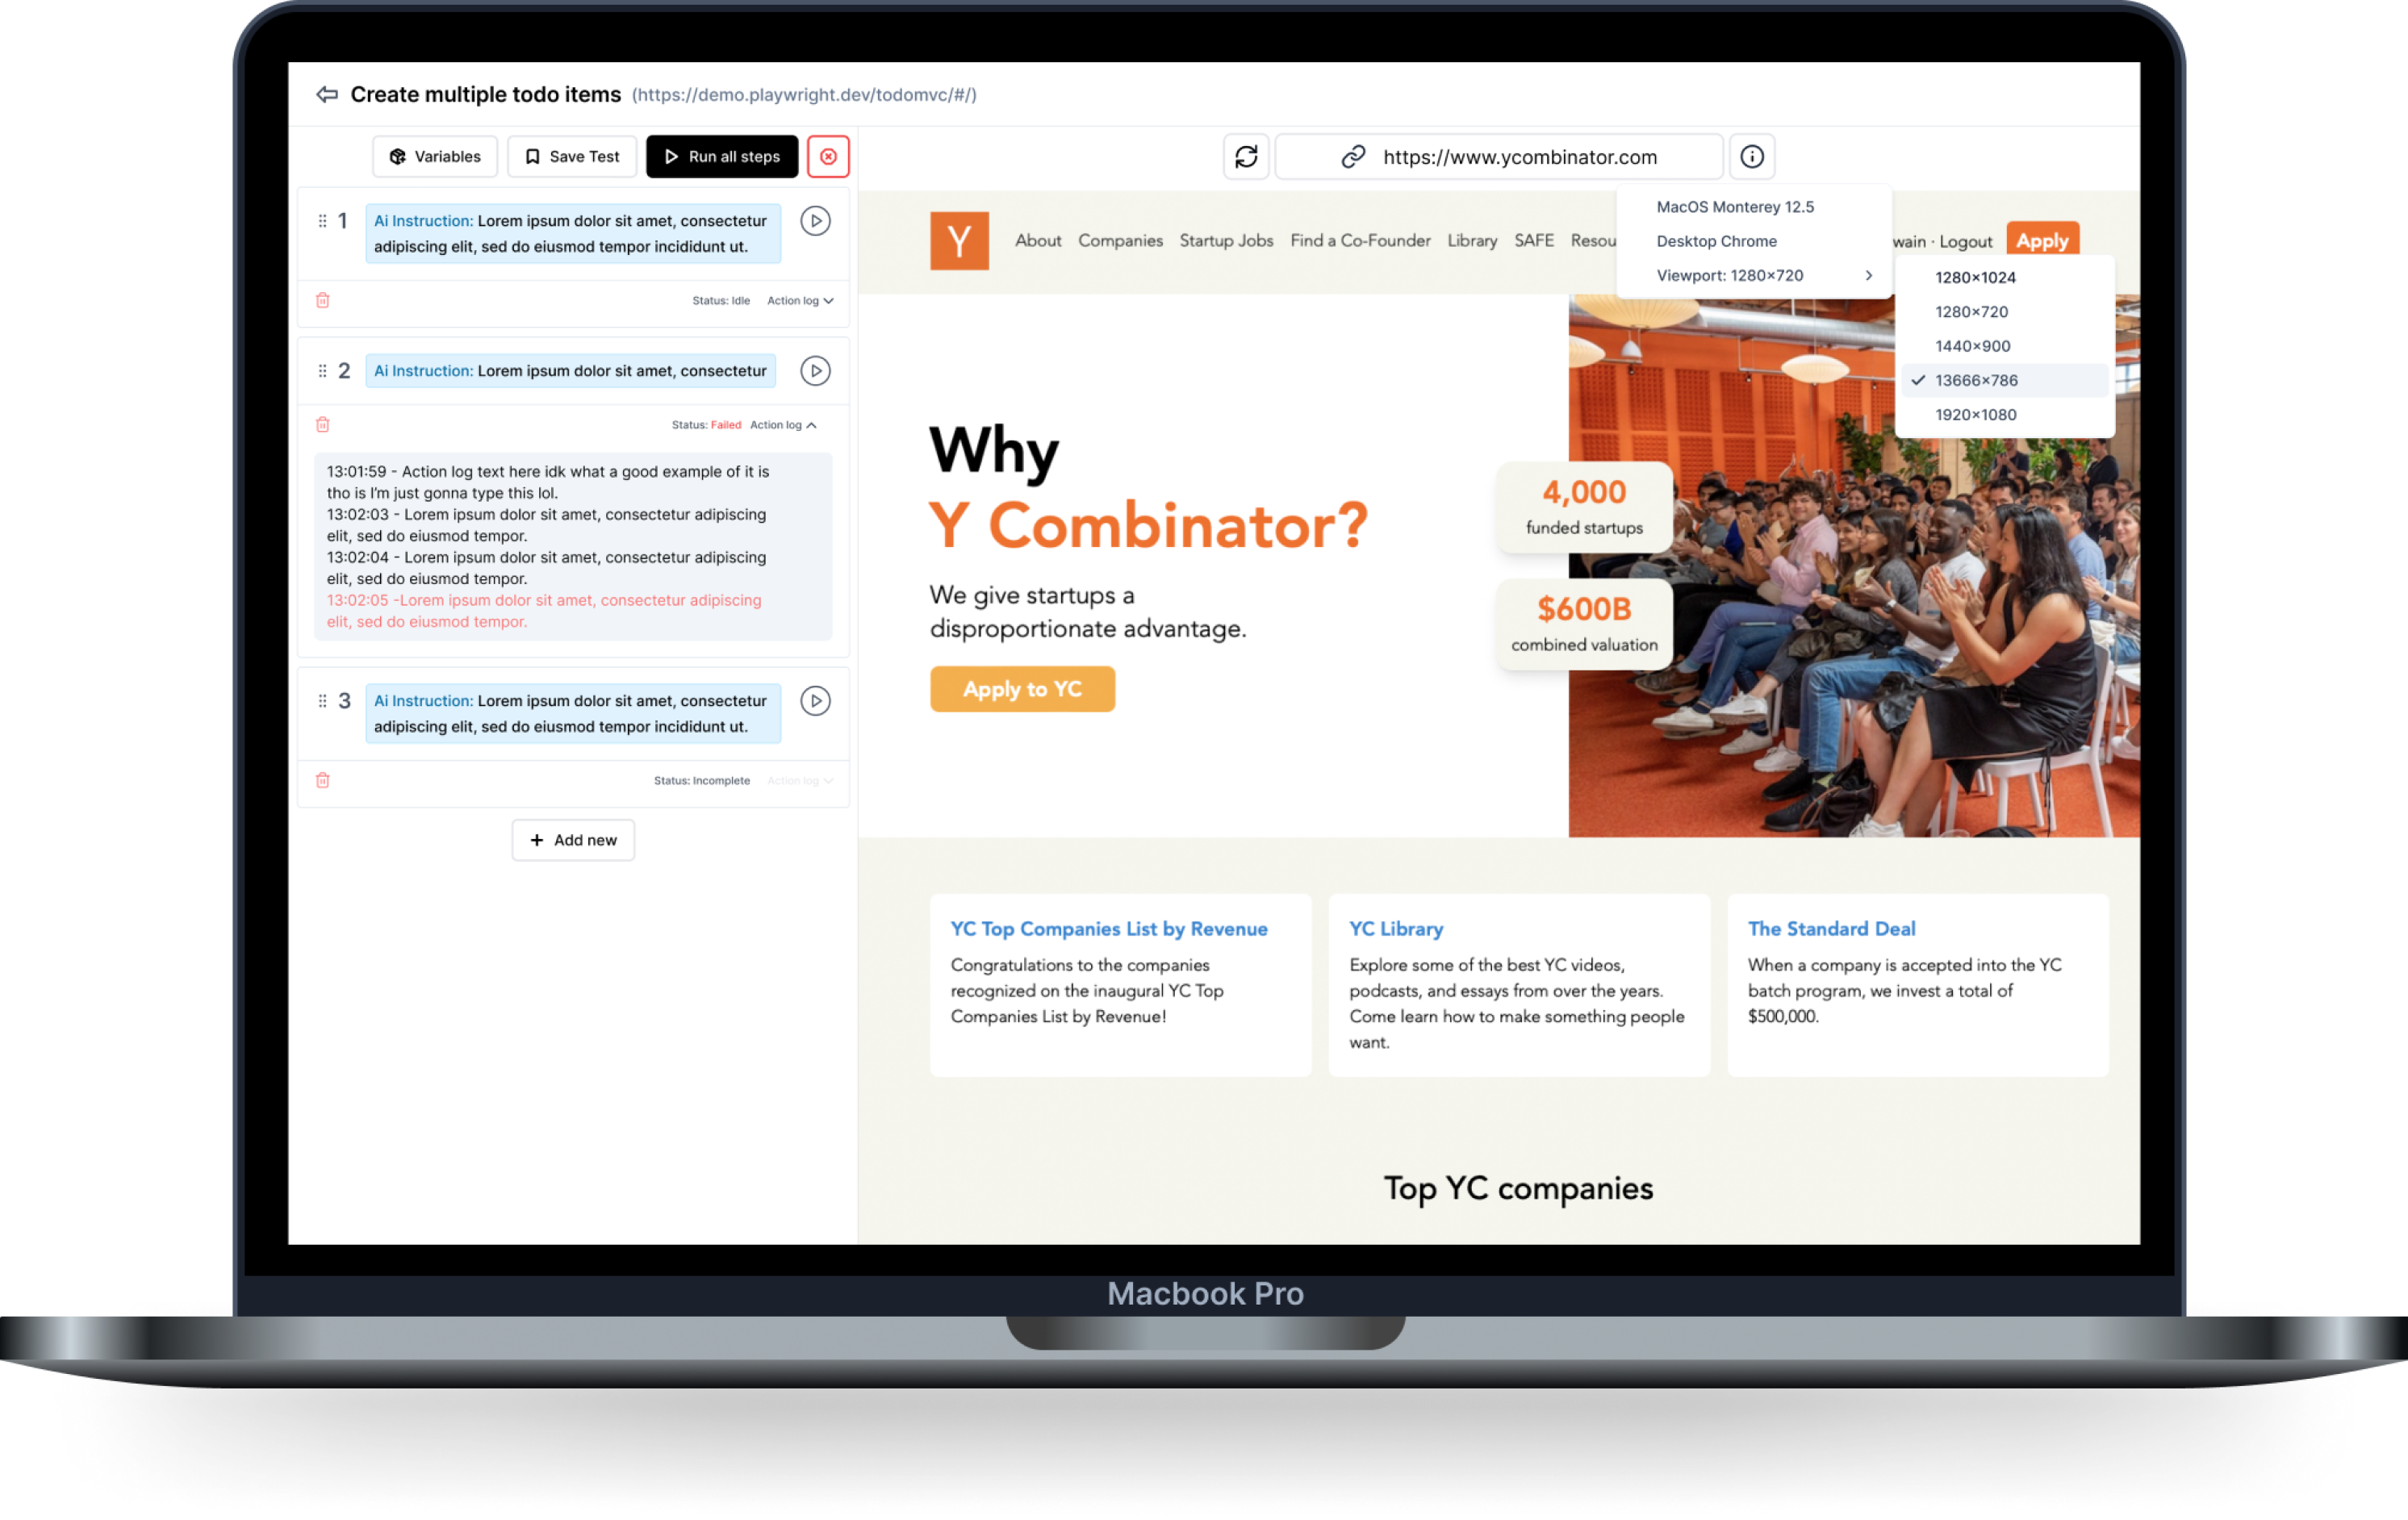 Create multiple todo items (https://demo.playwright.dev/todomvc/#/)
Variables
Save Test
Run all steps
1
Ai Instruction: Lorem ipsum dolor sit amet, consectetur
adipiscing elit, sed do eiusmod tempor incididunt ut.
Status: Idle
Action log
2
Ai Instruction: Lorem ipsum dolor sit amet, consectetur
Status: Failed
Action log
13:01:59 - Action log text here idk what a good example of it is
tho is I'm just gonna type this lol.
13:02:03 - Lorem ipsum dolor sit amet, consectetur adipiscing
elit, sed do eiusmod tempor.
13:02:04 - Lorem ipsum dolor sit amet, consectetur adipiscing
elit, sed do eiusmod tempor.
13:02:05 -Lorem ipsum dolor sit amet, consectetur adipiscing
elit, sed do eiusmod tempor.
3
Ai Instruction: Lorem ipsum dolor sit amet, consectetur
adipiscing elit, sed do eiusmod tempor incididunt ut.
Status: Incomplete
Action log
Add new
https://www.ycombinator.com
MacOS Monterey 12.5
Desktop Chrome
Viewport: 1280×720
1280×1024
1280×720
1440×900
13666×786
1920×1080
Y
About
Companies
Startup Jobs
Find a Co-Founder
Library
SAFE
Resou
wain · Logout
Apply
Why
Y Combinator?
We give startups a
disproportionate advantage.
Apply to YC
4,000
funded startups
$600B
combined valuation
YC Top Companies List by Revenue
Congratulations to the companies
recognized on the inaugural YC Top
Companies List by Revenue!
YC Library
Explore some of the best YC videos,
podcasts, and essays from over the years.
Come learn how to make something people
want.
The Standard Deal
When a company is accepted into the YC
batch program, we invest a total of
$500,000.
Top YC companies
Macbook Pro